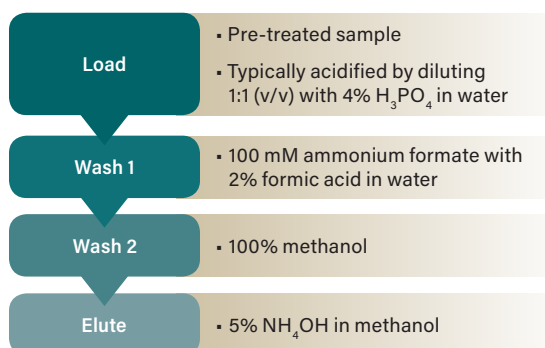 Load
▪ Pre-treated sample
▪ Typically acidified by diluting
1:1 (v/v) with 4% H₃PO₄ in water
Wash 1
▪ 100 mM ammonium formate with
2% formic acid in water
Wash 2
▪ 100% methanol
Elute
▪ 5% NH₄OH in methanol